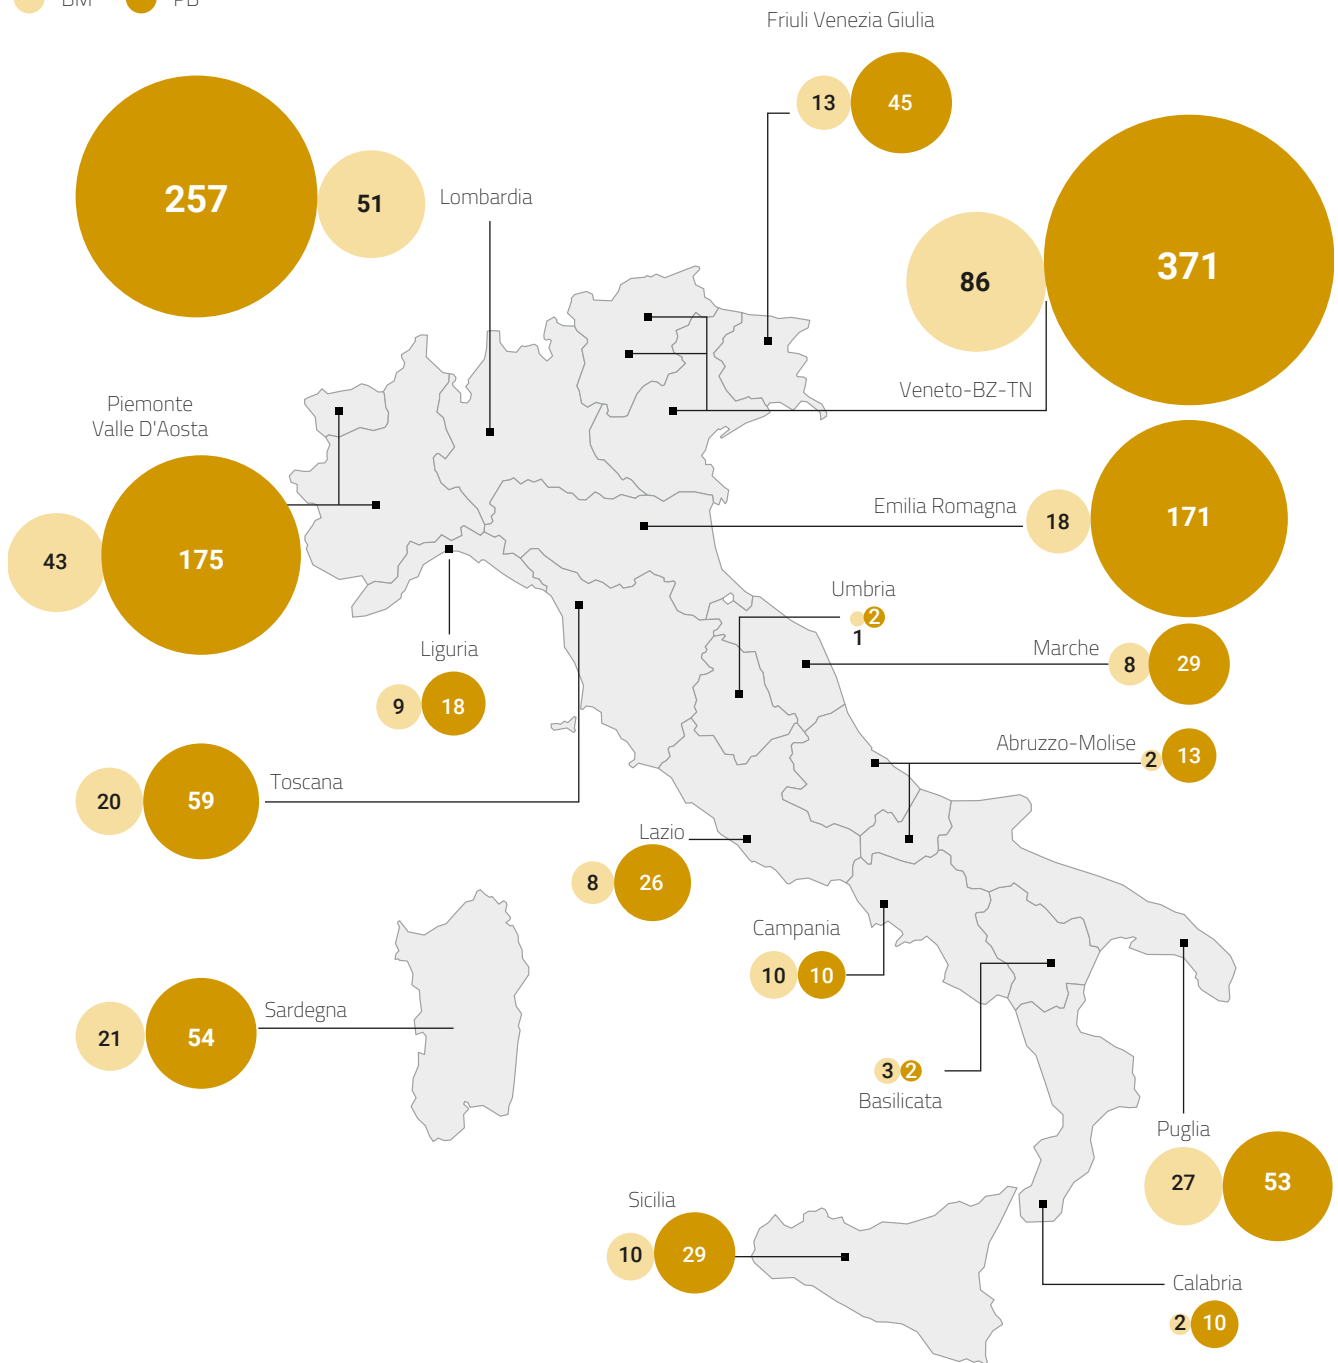 BM PB
Friuli Venezia Giulia
13 45
257 51 Lombardia
86 371
Veneto-BZ-TN
Piemonte
Valle D'Aosta
43 175
Emilia Romagna 18 171
Umbria
2
1
Marche 8 29
Liguria
9 18
Abruzzo-Molise 2 13
20 59 Toscana
Lazio
8 26
Campania
10 10
21 54 Sardegna
3 2
Basilicata
Puglia
27 53
Sicilia
10 29
Calabria
2 10